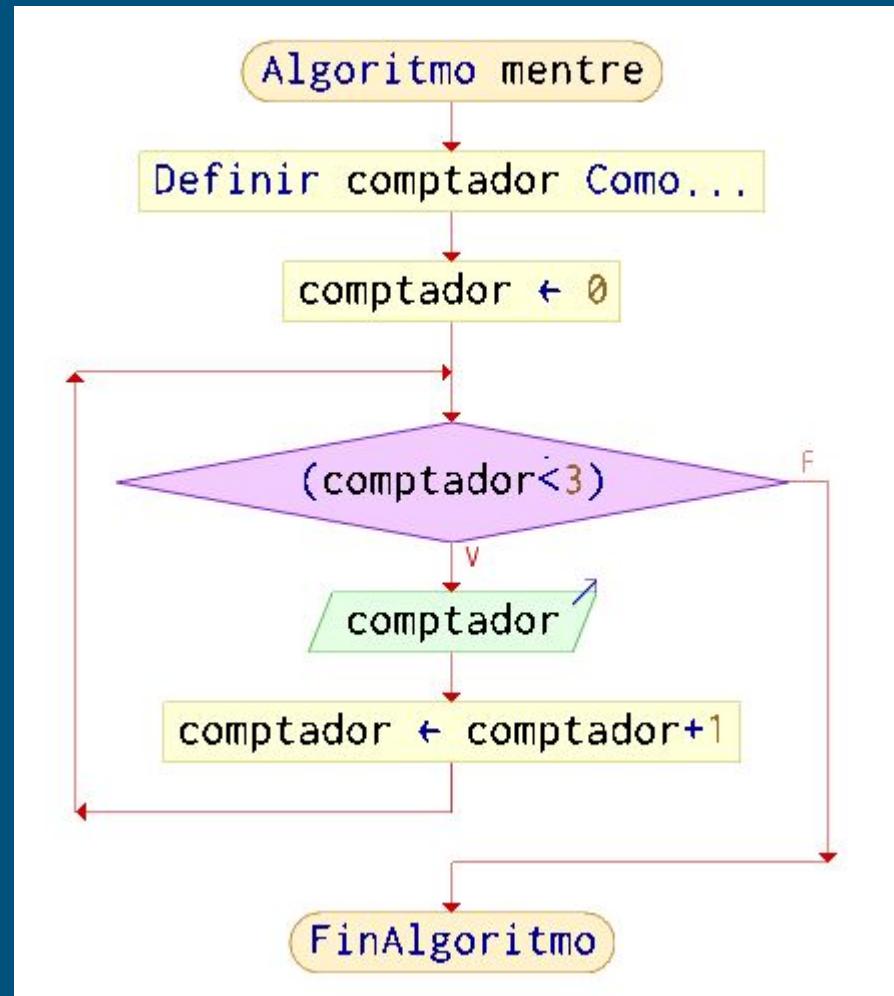 Algoritmo mentre
Definir comptador Como...
comptador ← 0
(comptador<3)
F
V
comptador
comptador ← comptador+1
FinAlgoritmo